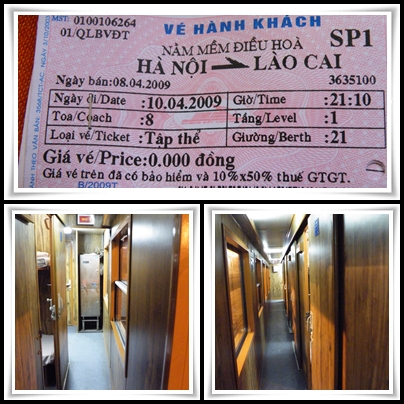 MST: 0100106264
01/QLBVĐT
VÉ HÀNH KHÁCH
NẰM MỀM ĐIỀU HOÀ
SP1
HÀ NỘI LÀO CAI
Ngày bán:08.04.2009 3635100
Ngày đi/Date :10.04.2009 Giờ/Time :21:10
Toa/Coach :8 Tầng/Level :1
Loại vé/Ticket :Tập thể Giường/Berth :21
Giá vé/Price:0.000 đồng
Giá vé trên đã có bảo hiểm và 10%x50% thuế GTGT.
B/2009T